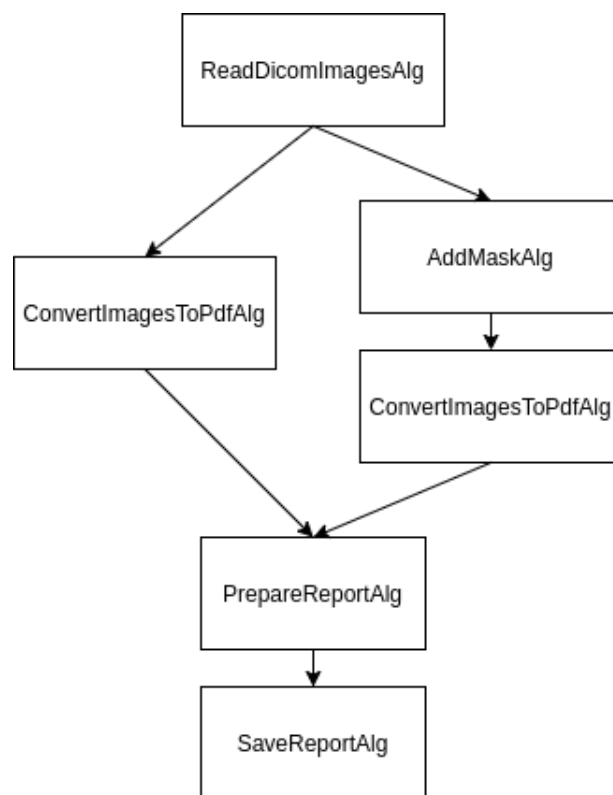 ReadDicomImagesAlg
AddMaskAlg
ConvertImagesToPdfAlg
ConvertImagesToPdfAlg
PrepareReportAlg
SaveReportAlg